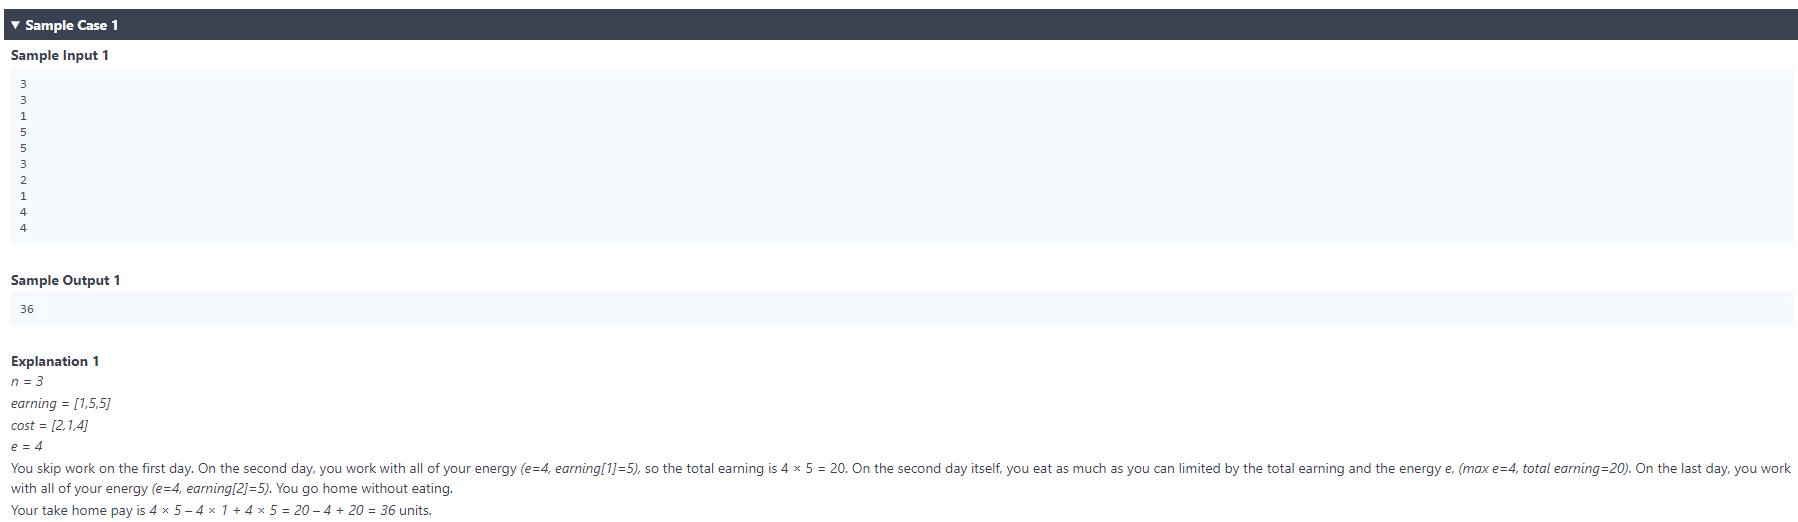 ▼ Sample Case 1
Sample Input 1
3
3
1
5
5
3
2
1
4
4
Sample Output 1
36
Explanation 1
n = 3
earning = [1,5,5]
cost = [2,1,4]
e = 4
You skip work on the first day. On the second day, you work with all of your energy (e=4, earning[1]=5), so the total earning is 4 × 5 = 20. On the second day itself, you eat as much as you can limited by the total earning and the energy e, (max e=4, total earning=20). On the last day, you work
with all of your energy (e=4, earning[2]=5). You go home without eating.
Your take home pay is 4 × 5 – 4 × 1 + 4 × 5 = 20 – 4 + 20 = 36 units.